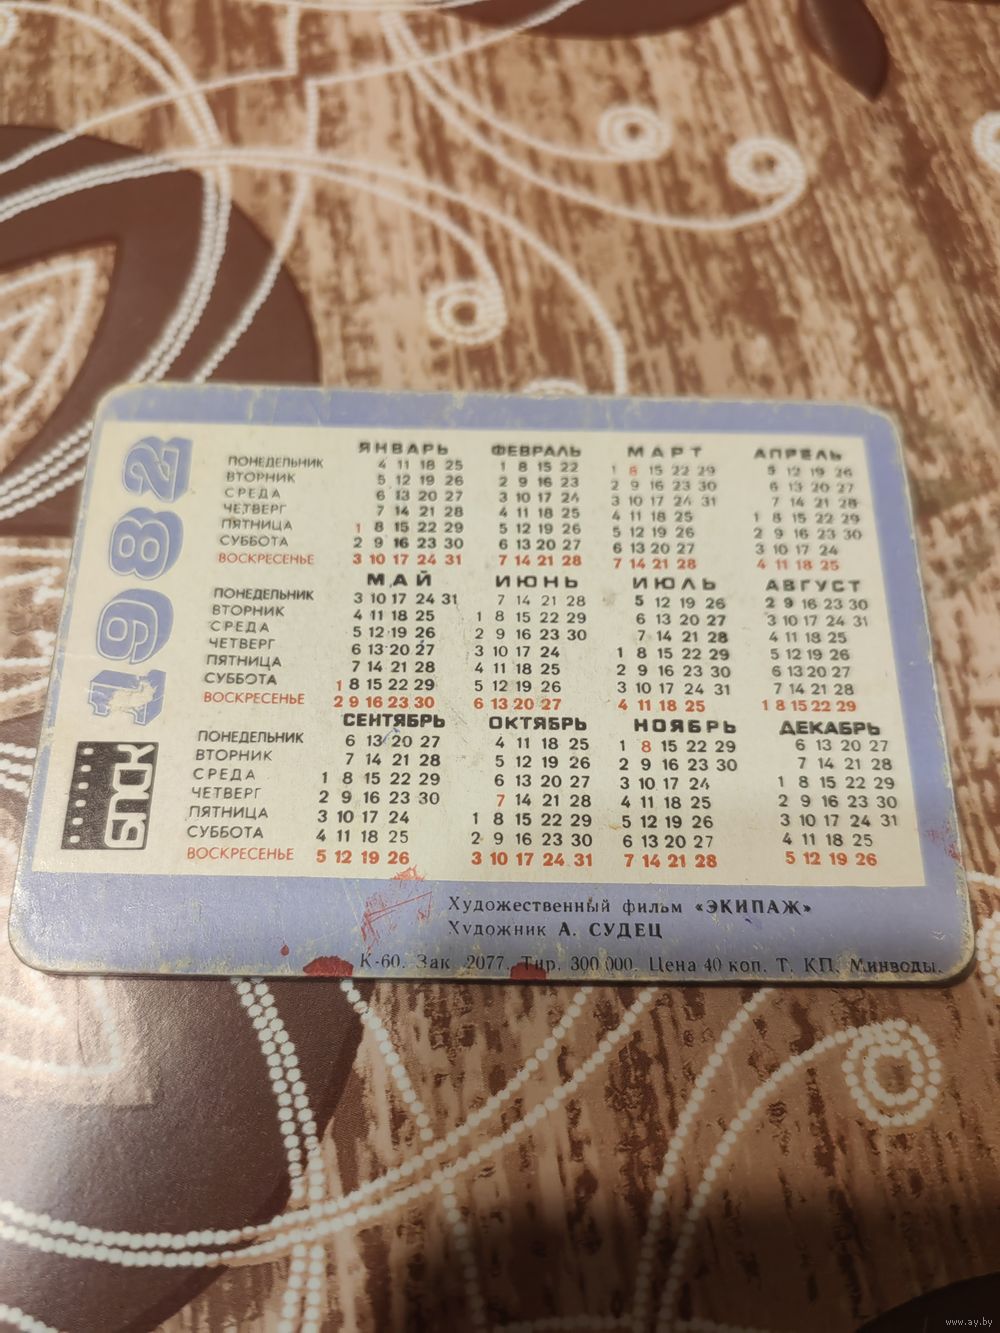 1982
ЯНВАРЬ ФЕВРАЛЬ МАРТ АПРЕЛЬ
ПОНЕДЕЛЬНИК 4 11 18 25 1 8 15 22 1 8 15 22 29 5 12 19 26
ВТОРНИК 5 12 19 26 2 9 16 23 2 9 16 23 30 6 13 20 27
СРЕДА 6 13 20 27 3 10 17 24 3 10 17 24 31 7 14 21 28
ЧЕТВЕРГ 7 14 21 28 4 11 18 25 4 11 18 25 1 8 15 22 29
ПЯТНИЦА 1 8 15 22 29 5 12 19 26 5 12 19 26 2 9 16 23 30
СУББОТА 2 9 16 23 30 6 13 20 27 6 13 20 27 3 10 17 24
ВОСКРЕСЕНЬЕ 3 10 17 24 31 7 14 21 28 7 14 21 28 4 11 18 25
МАЙ ИЮНЬ ИЮЛЬ АВГУСТ
ПОНЕДЕЛЬНИК 3 10 17 24 31 7 14 21 28 5 12 19 26 2 9 16 23 30
ВТОРНИК 4 11 18 25 1 8 15 22 29 6 13 20 27 3 10 17 24 31
СРЕДА 5 12 19 26 2 9 16 23 30 7 14 21 28 4 11 18 25
ЧЕТВЕРГ 6 13 20 27 3 10 17 24 1 8 15 22 29 5 12 19 26
ПЯТНИЦА 7 14 21 28 4 11 18 25 2 9 16 23 30 6 13 20 27
СУББОТА 1 8 15 22 29 5 12 19 26 3 10 17 24 31 7 14 21 28
ВОСКРЕСЕНЬЕ 2 9 16 23 30 6 13 20 27 4 11 18 25 1 8 15 22 29
СЕНТЯБРЬ ОКТЯБРЬ НОЯБРЬ ДЕКАБРЬ
ПОНЕДЕЛЬНИК 6 13 20 27 4 11 18 25 1 8 15 22 29 6 13 20 27
ВТОРНИК 7 14 21 28 5 12 19 26 2 9 16 23 30 7 14 21 28
СРЕДА 1 8 15 22 29 6 13 20 27 3 10 17 24 1 8 15 22 29
ЧЕТВЕРГ 2 9 16 23 30 7 14 21 28 4 11 18 25 2 9 16 23 30
ПЯТНИЦА 3 10 17 24 1 8 15 22 29 5 12 19 26 3 10 17 24 31
СУББОТА 4 11 18 25 2 9 16 23 30 6 13 20 27 4 11 18 25
ВОСКРЕСЕНЬЕ 5 12 19 26 3 10 17 24 31 7 14 21 28 5 12 19 26
БПСК
Художественный фильм «ЭКИПАЖ»
Художник А. СУДЕЦ
К-60. Зак. 2077. Тир. 300 000. Цена 40 коп. Т. КП, Минводы.
www.ay.by